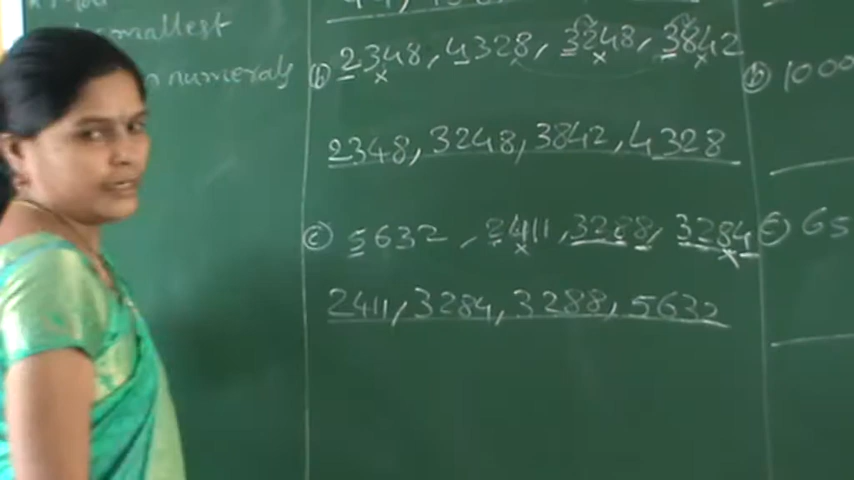 smallest
numerals
(b) 2348, 4328, 3248, 3842
2348, 3248, 3842, 4328
(c) 5632, 2411, 3288, 3284
2411, 3284, 3288, 5632
(b) 1000
(c) 65